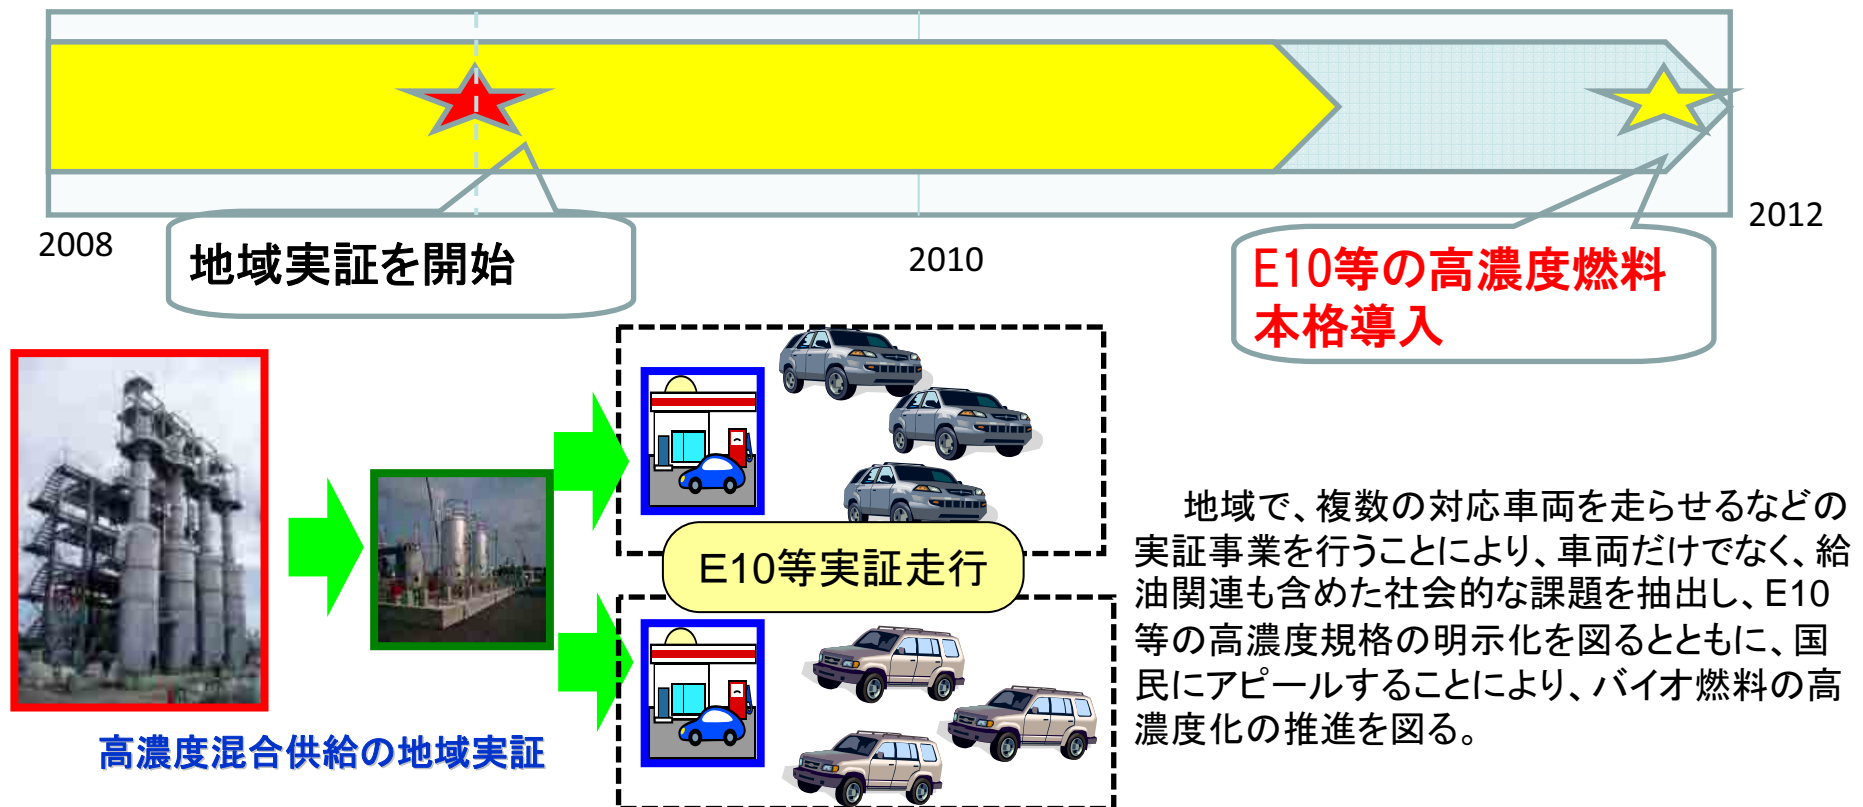 2008
2010
2012
地域実証を開始
E10等の高濃度燃料
本格導入
E10等実証走行
高濃度混合供給の地域実証
地域で、複数の対応車両を走らせるなどの
実証事業を行うことにより、車両だけでなく、給
油関連も含めた社会的な課題を抽出し、E10
等の高濃度規格の明示化を図るとともに、国
民にアピールすることにより、バイオ燃料の高
濃度化の推進を図る。